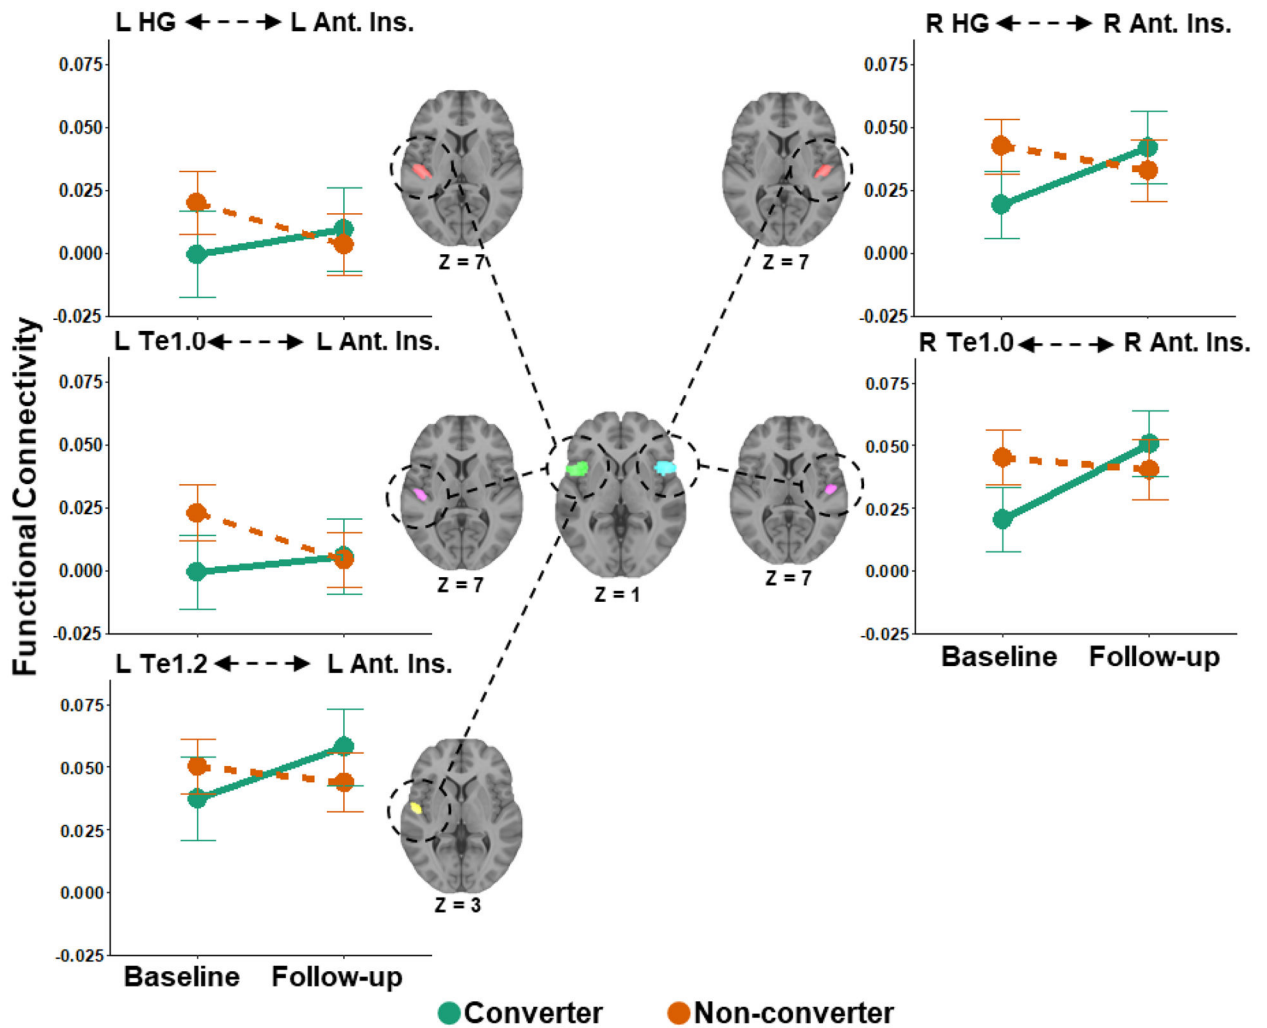 L HG L Ant. Ins.
0.075
0.050
0.025
0.000
-0.025
Z = 7
Z = 7
R HG R Ant. Ins.
0.075
0.050
0.025
0.000
-0.025
Functional Connectivity
L Te1.0 L Ant. Ins.
0.075
0.050
0.025
0.000
-0.025
Z = 7
Z = 1
Z = 7
R Te1.0 R Ant. Ins.
0.075
0.050
0.025
0.000
-0.025
Baseline Follow-up
L Te1.2 L Ant. Ins.
0.075
0.050
0.025
0.000
-0.025
Z = 3
Baseline Follow-up
Converter Non-converter